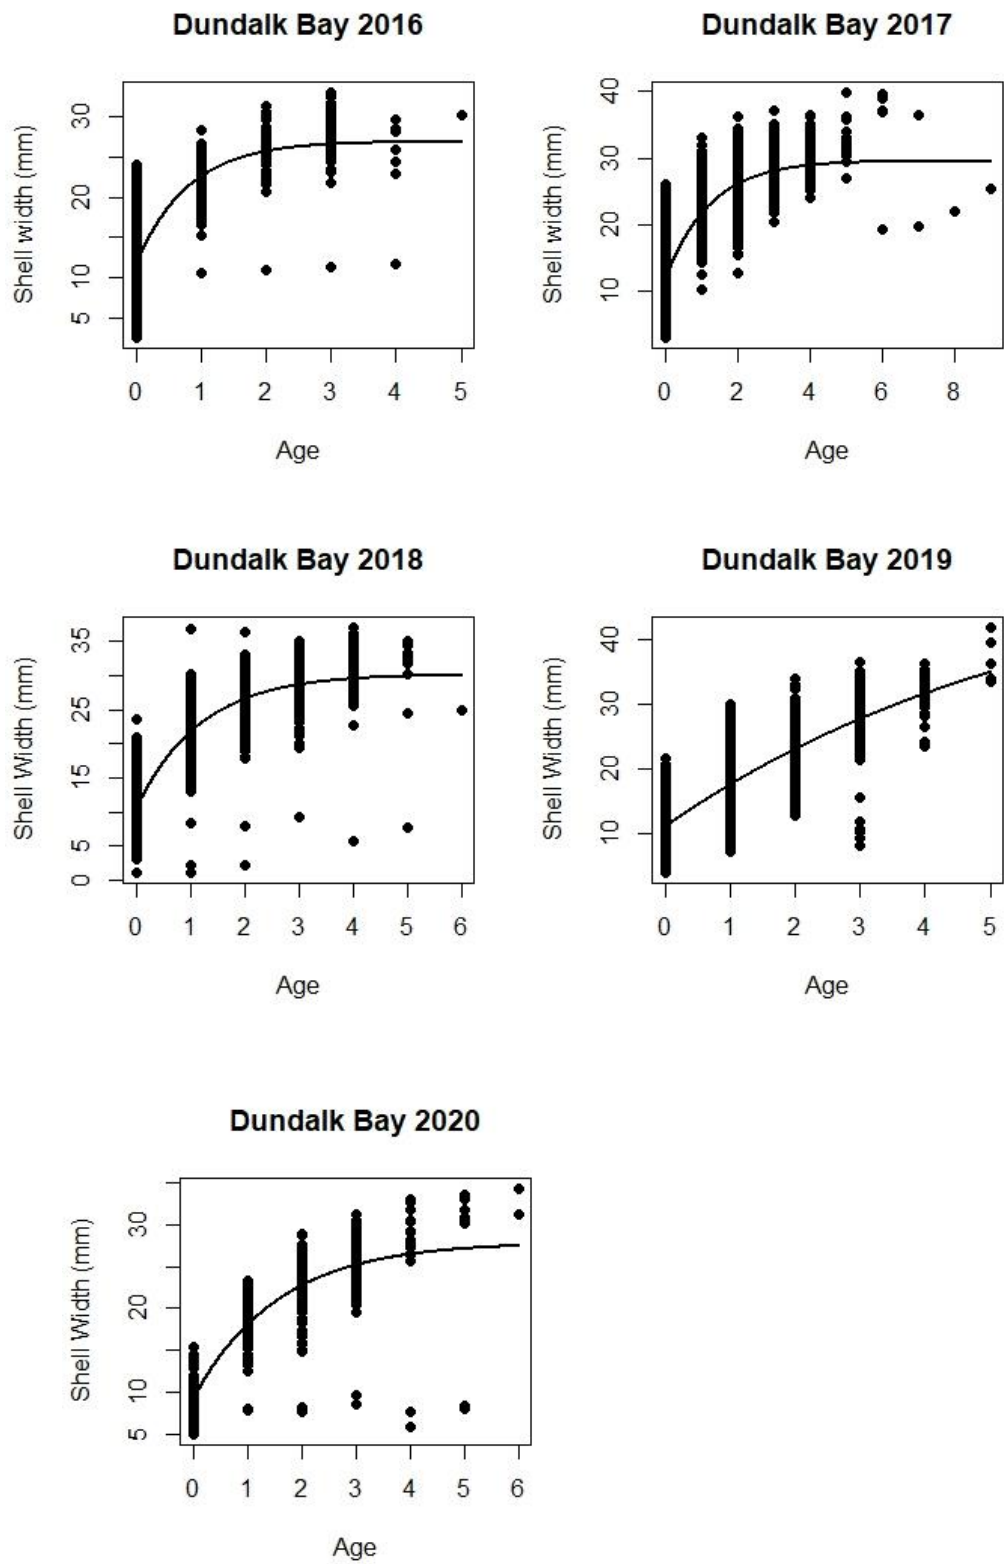 Dundalk Bay 2016
Shell width (mm)
30
20
10
5
0 1 2 3 4 5
Age
Dundalk Bay 2017
Shell width (mm)
40
30
20
10
0 2 4 6 8
Age
Dundalk Bay 2018
Shell Width (mm)
35
25
15
5
0
0 1 2 3 4 5 6
Age
Dundalk Bay 2019
Shell Width (mm)
40
30
20
10
0 1 2 3 4 5
Age
Dundalk Bay 2020
Shell Width (mm)
30
20
10
5
0 1 2 3 4 5 6
Age